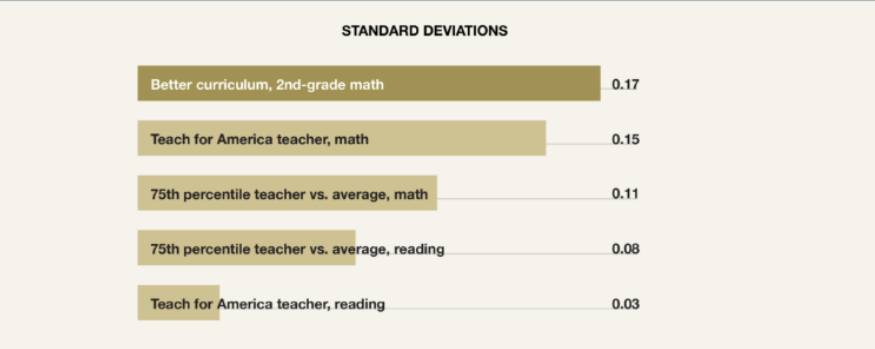 STANDARD DEVIATIONS
Better curriculum, 2nd-grade math 0.17
Teach for America teacher, math 0.15
75th percentile teacher vs. average, math 0.11
75th percentile teacher vs. average, reading 0.08
Teach for America teacher, reading 0.03